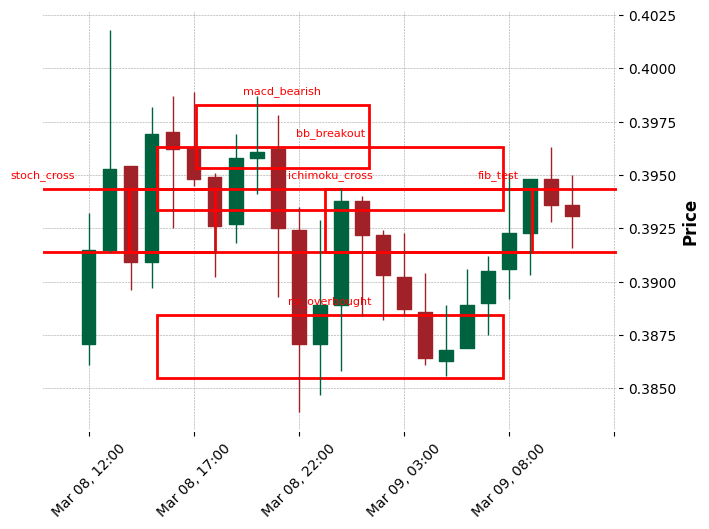 macd_bearish
bb_breakout
stoch_cross
ichimoku_cross
fib_test
rsi_overbought
0.4025
0.4000
0.3975
0.3950
0.3925
0.3900
0.3875
0.3850
Price
Mar 08, 12:00
Mar 08, 17:00
Mar 08, 22:00
Mar 09, 03:00
Mar 09, 08:00